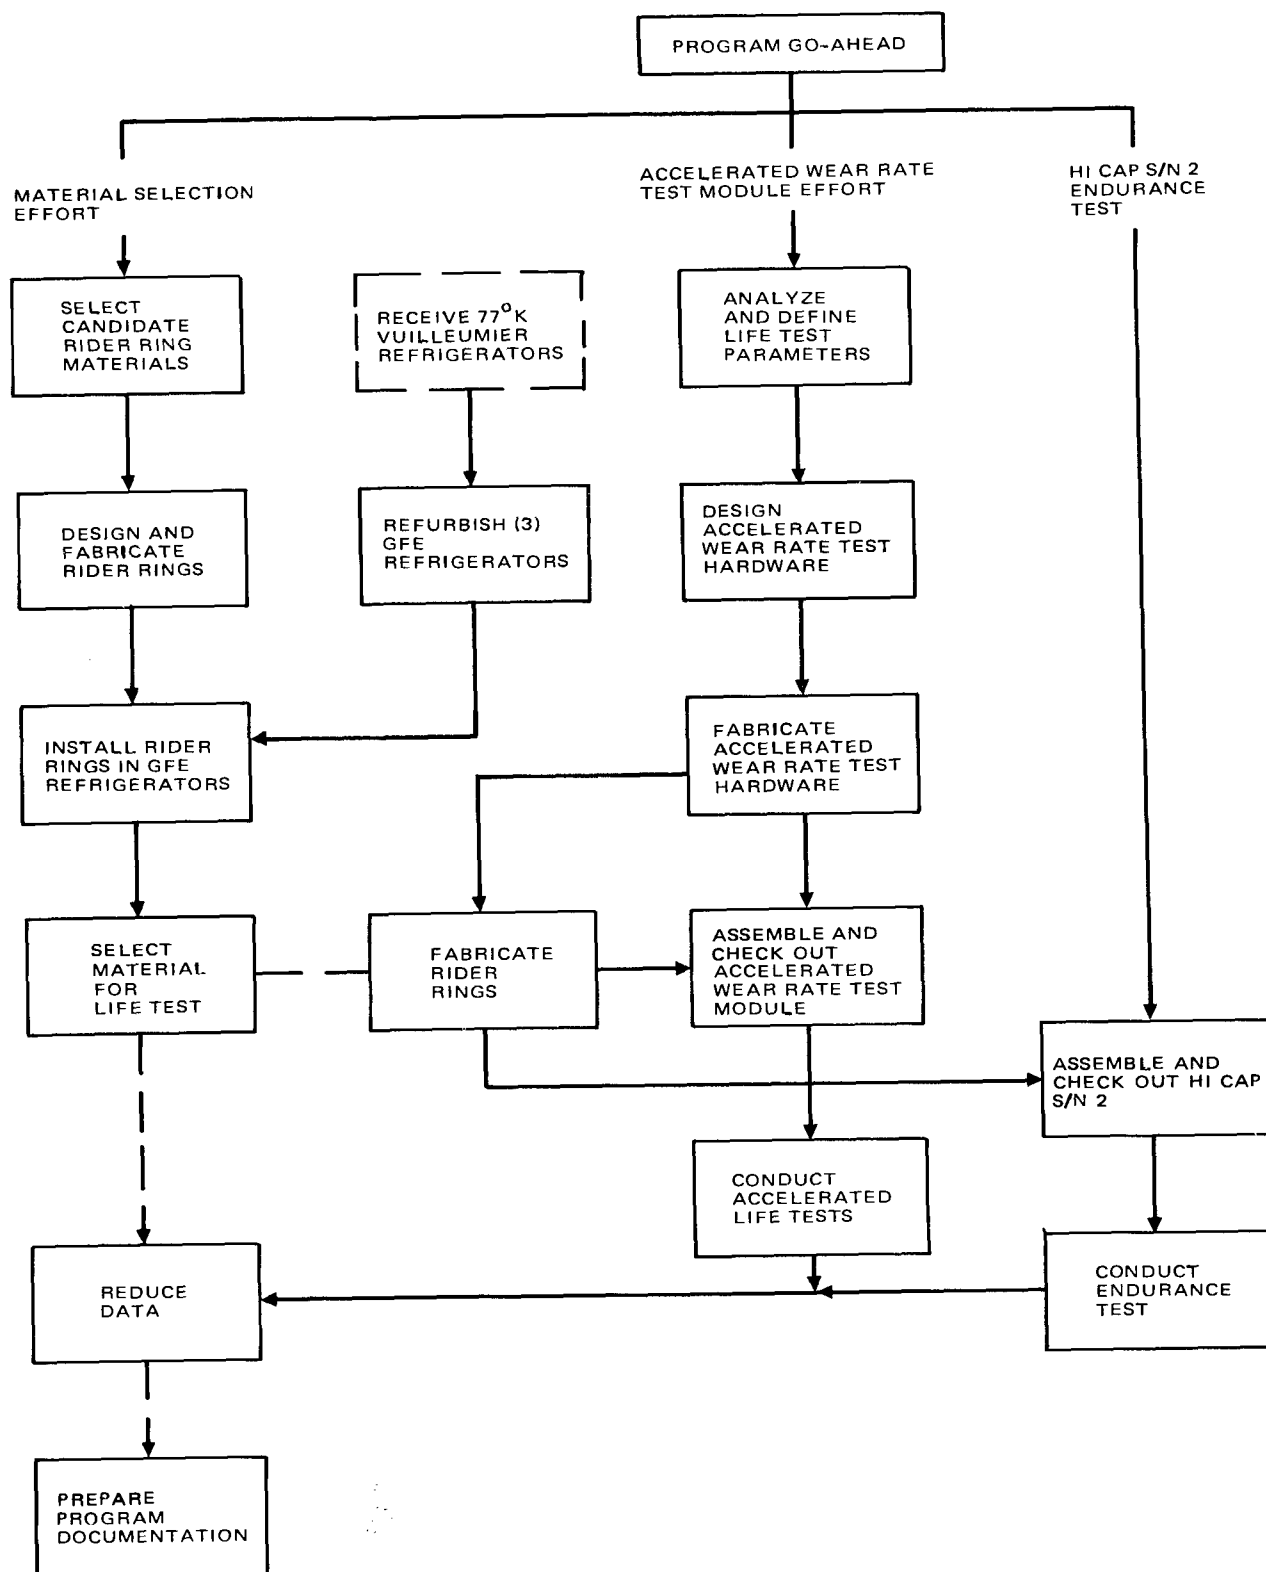 PROGRAM GO-AHEAD
MATERIAL SELECTION
EFFORT
ACCELERATED WEAR RATE
TEST MODULE EFFORT
HI CAP S/N 2
ENDURANCE
TEST
SELECT
CANDIDATE
RIDER RING
MATERIALS
RECEIVE 77°K
VUILLEUMIER
REFRIGERATORS
ANALYZE
AND DEFINE
LIFE TEST
PARAMETERS
DESIGN AND
FABRICATE
RIDER RINGS
REFURBISH (3)
GFE
REFRIGERATORS
DESIGN
ACCELERATED
WEAR RATE TEST
HARDWARE
INSTALL RIDER
RINGS IN GFE
REFRIGERATORS
FABRICATE
ACCELERATED
WEAR RATE TEST
HARDWARE
SELECT
MATERIAL
FOR
LIFE TEST
FABRICATE
RIDER
RINGS
ASSEMBLE AND
CHECK OUT
ACCELERATED
WEAR RATE TEST
MODULE
ASSEMBLE AND
CHECK OUT HI CAP
S/N 2
CONDUCT
ACCELERATED
LIFE TESTS
REDUCE
DATA
CONDUCT
ENDURANCE
TEST
PREPARE
PROGRAM
DOCUMENTATION